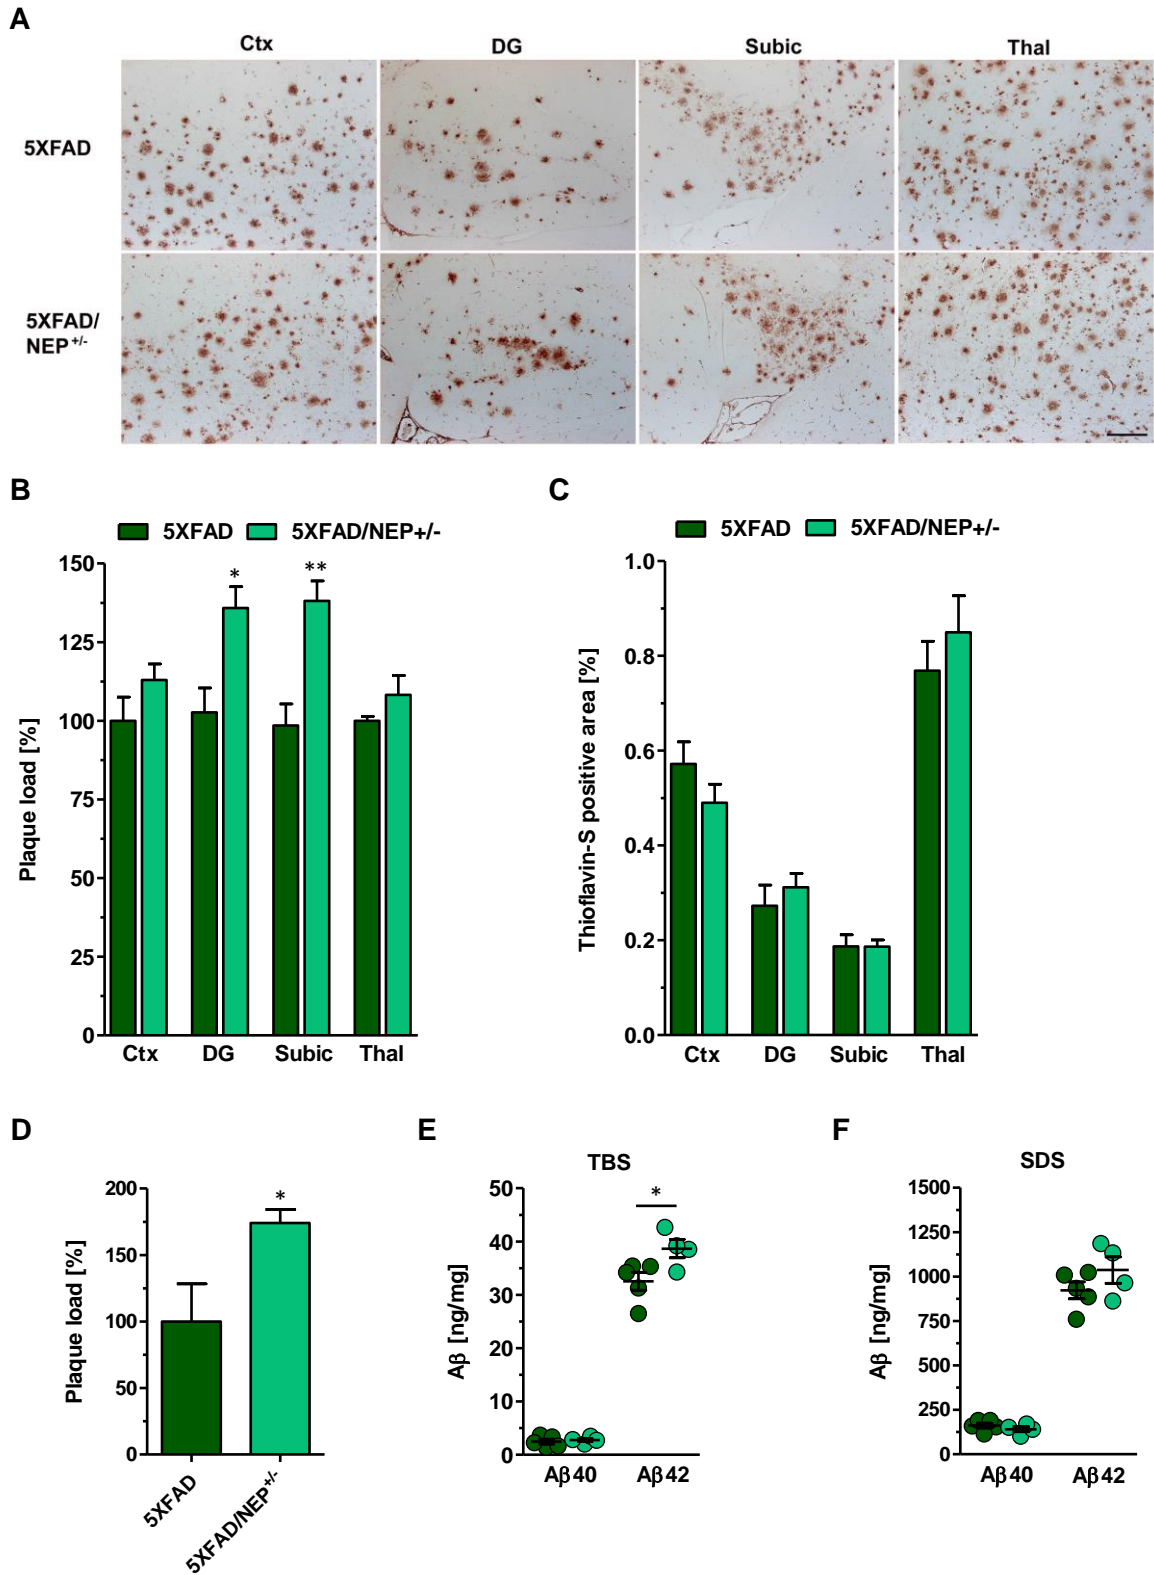 A
Ctx DG Subic Thal
5XFAD
5XFAD/
NEP+/-
B
5XFAD 5XFAD/NEP+/-
Plaque load [%]
150
125
100
75
50
25
0
* **
Ctx DG Subic Thal
C
5XFAD 5XFAD/NEP+/-
Thioflavin-S positive area [%]
1.0
0.8
0.6
0.4
0.2
0.0
Ctx DG Subic Thal
D
Plaque load [%]
200
150
100
50
0
*
5XFAD
5XFAD/NEP+/-
E
TBS
Aβ [ng/mg]
50
40
30
20
10
0
*
Aβ40 Aβ42
F
SDS
Aβ [ng/mg]
1500
1250
1000
750
500
250
0
Aβ40 Aβ42